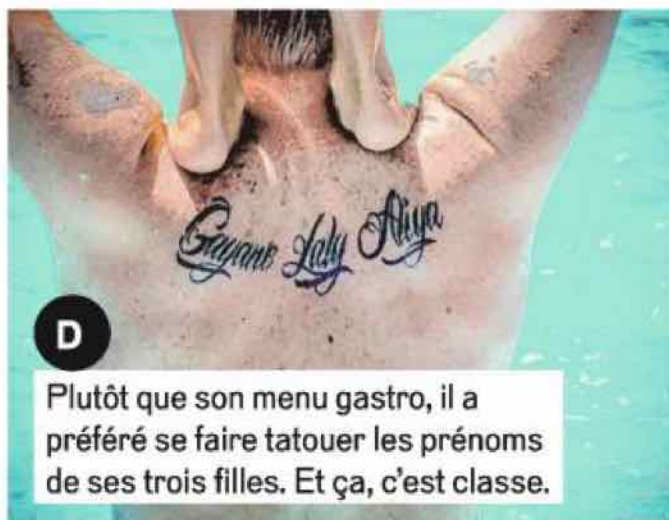 Gayane Laly Aliya
D
Plutôt que son menu gastro, il a
préféré se faire tatouer les prénoms
de ses trois filles. Et ça, c'est classe.